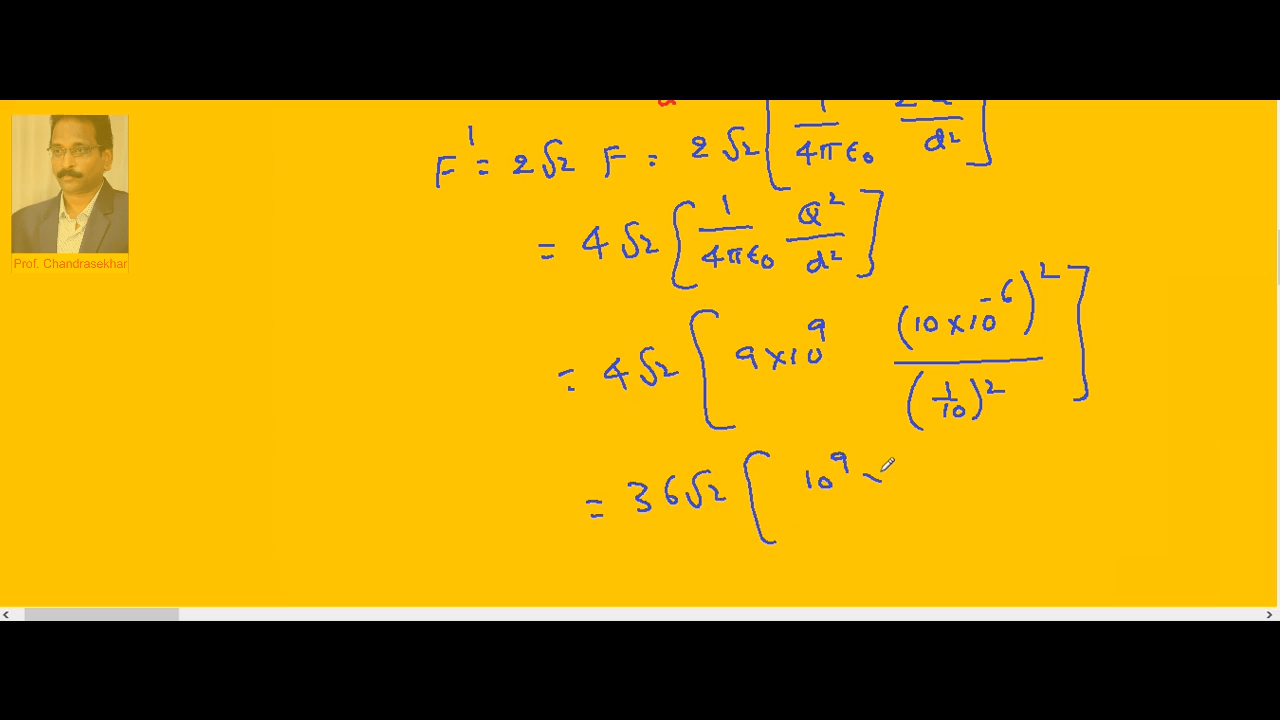 F' = 2√2 F = 2√2 [ 1/4πε₀ /d² ]
= 4√2 [ 1/4πε₀ Q²/d² ]
Prof. Chandrasekhar
= 4√2 [ 9×10⁹ (10×10⁻⁶)²/(1/10)² ]
= 36√2 [ 10⁹